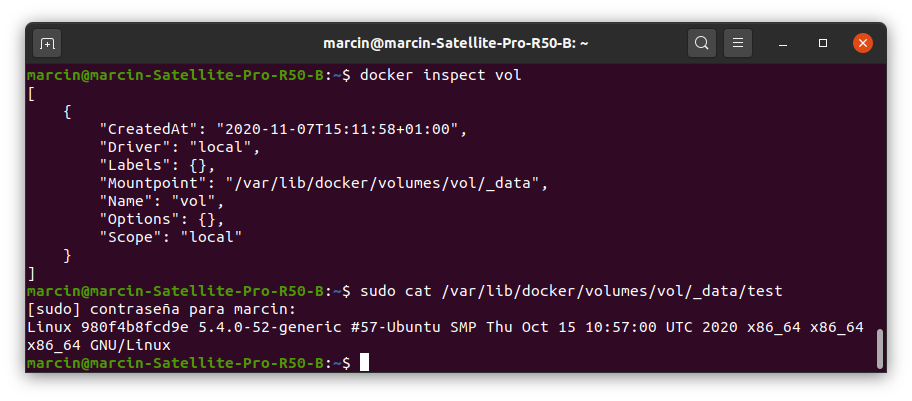 marcin@marcin-Satellite-Pro-R50-B: ~
marcin@marcin-Satellite-Pro-R50-B:~$ docker inspect vol
[
    {
        "CreatedAt": "2020-11-07T15:11:58+01:00",
        "Driver": "local",
        "Labels": {},
        "Mountpoint": "/var/lib/docker/volumes/vol/_data",
        "Name": "vol",
        "Options": {},
        "Scope": "local"
    }
]
marcin@marcin-Satellite-Pro-R50-B:~$ sudo cat /var/lib/docker/volumes/vol/_data/test
[sudo] contraseña para marcin:
Linux 980f4b8fcd9e 5.4.0-52-generic #57-Ubuntu SMP Thu Oct 15 10:57:00 UTC 2020 x86_64 x86_64
x86_64 GNU/Linux
marcin@marcin-Satellite-Pro-R50-B:~$